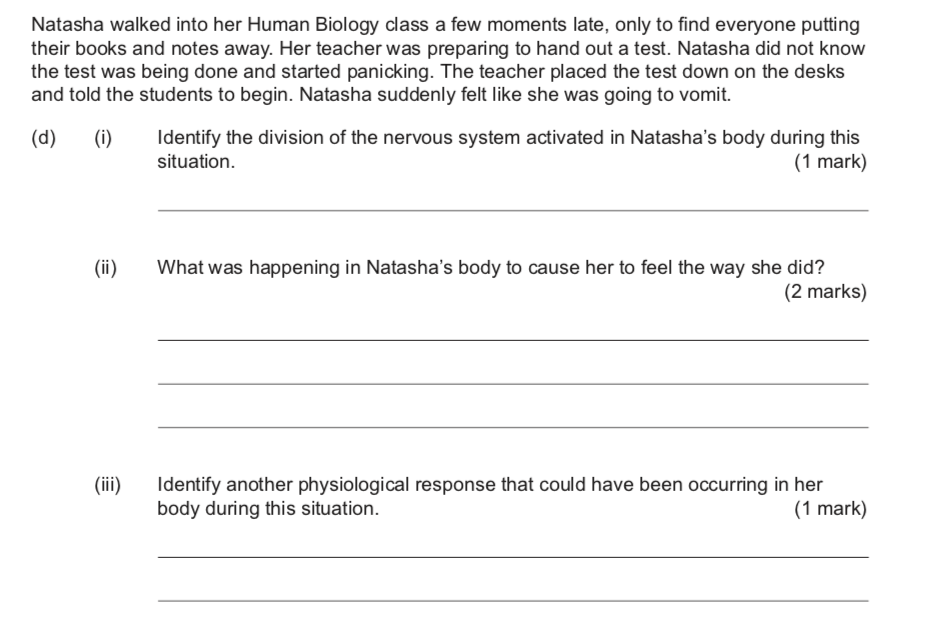 Natasha walked into her Human Biology class a few moments late, only to find everyone putting
their books and notes away. Her teacher was preparing to hand out a test. Natasha did not know
the test was being done and started panicking. The teacher placed the test down on the desks
and told the students to begin. Natasha suddenly felt like she was going to vomit.
(d) (i) Identify the division of the nervous system activated in Natasha's body during this
situation. (1 mark)
(ii) What was happening in Natasha's body to cause her to feel the way she did?
(2 marks)
(iii) Identify another physiological response that could have been occurring in her
body during this situation. (1 mark)